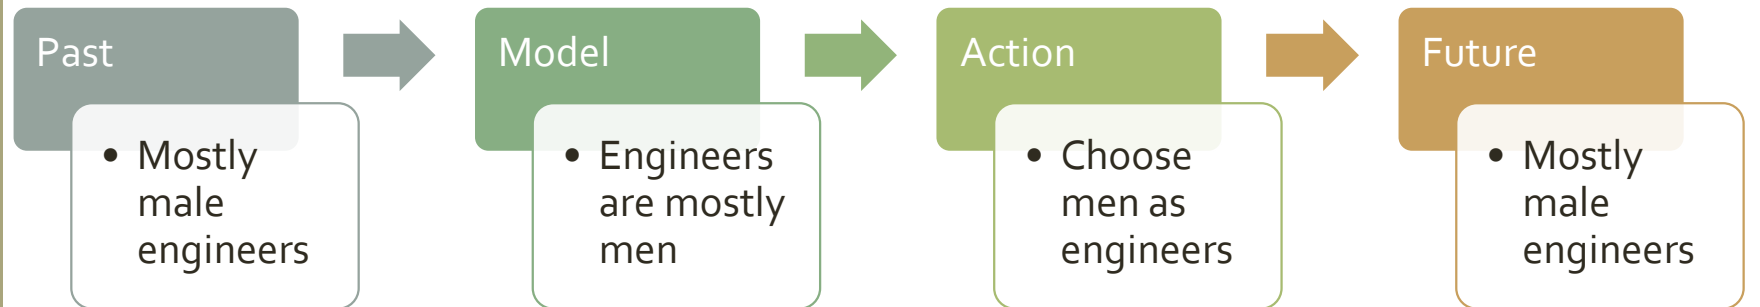 Past
• Mostly
male
engineers
Model
• Engineers
are mostly
men
Action
• Choose
men as
engineers
Future
• Mostly
male
engineers